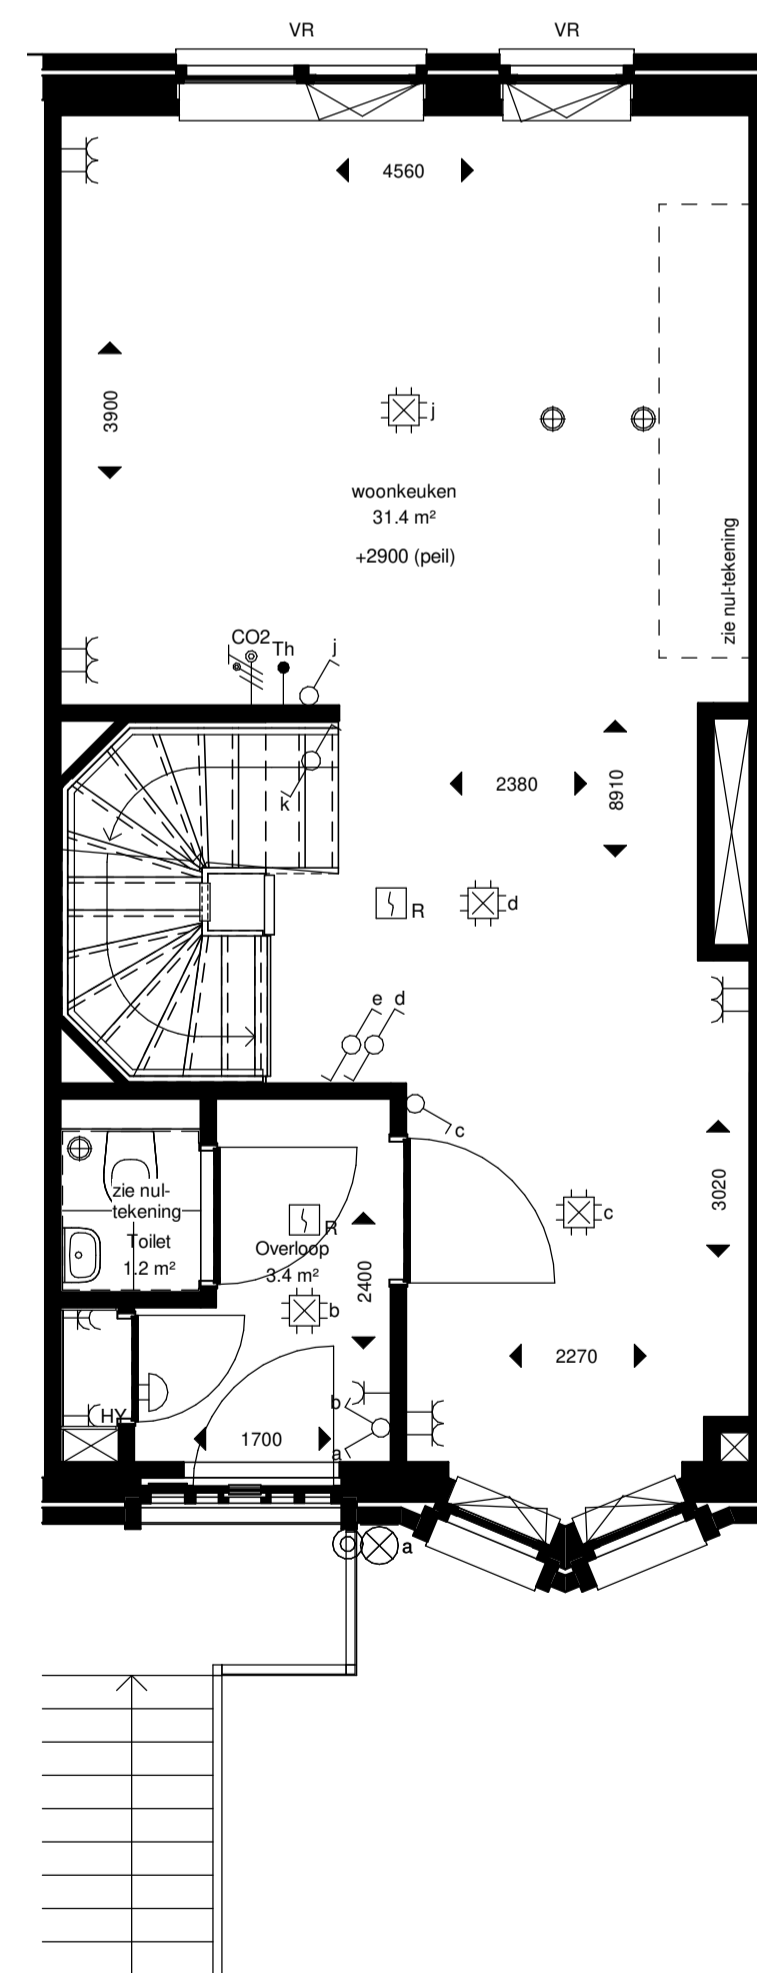 VR
VR
4560
3900
j
woonkeuken
31.4 m²
+2900 (peil)
zie nul-tekening
CO2
Th
j
k
2380
8910
R
d
e
d
c
3020
zie nul-
tekening
Toilet
1.2 m²
R
Overloop
3.4 m²
2400
b
c
2270
HY
b
1700
a
a